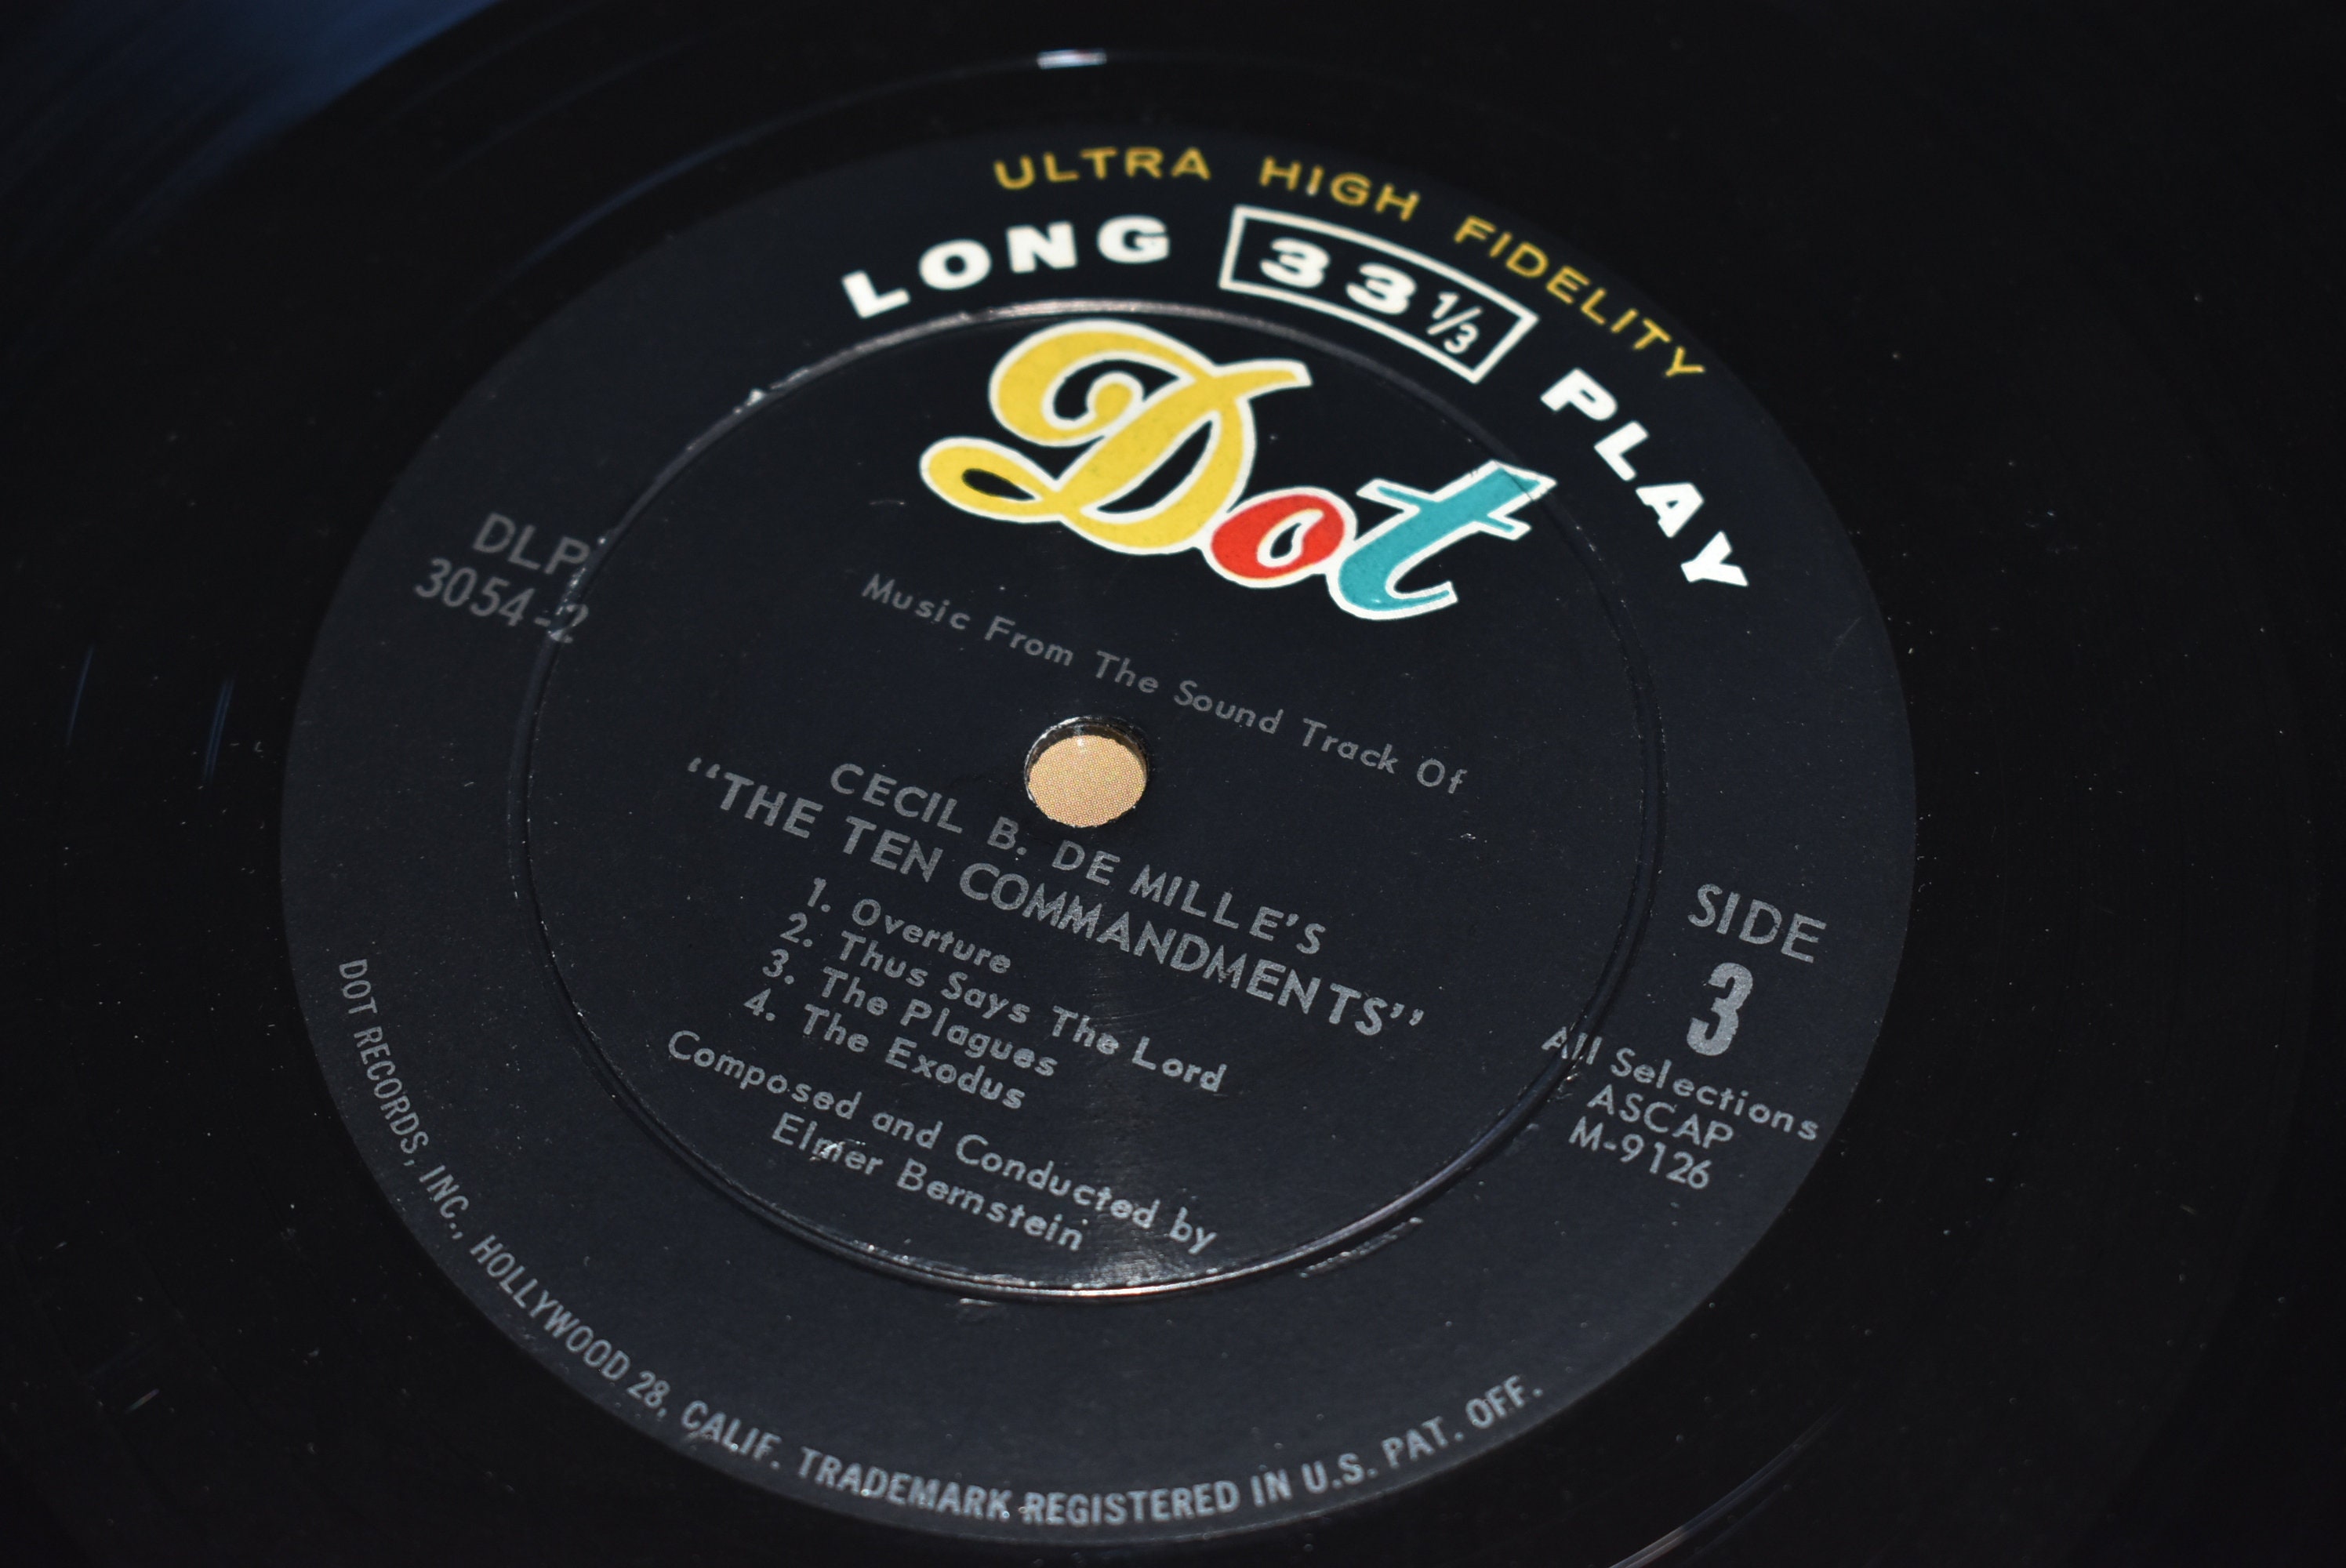 ULTRA HIGH FIDELITY
LONG 33 1/3 PLAY
Dot
DLP
3054-2
Music From The Sound Track Of
CECIL B. DE MILLE'S
“THE TEN COMMANDMENTS”
1. Overture
2. Thus Says The Lord
3. The Plagues
4. The Exodus
Composed and Conducted by
Elmer Bernstein
SIDE
3
All Selections
ASCAP
M-9126
DOT RECORDS, INC., HOLLYWOOD 28, CALIF. TRADEMARK REGISTERED IN U.S. PAT. OFF.